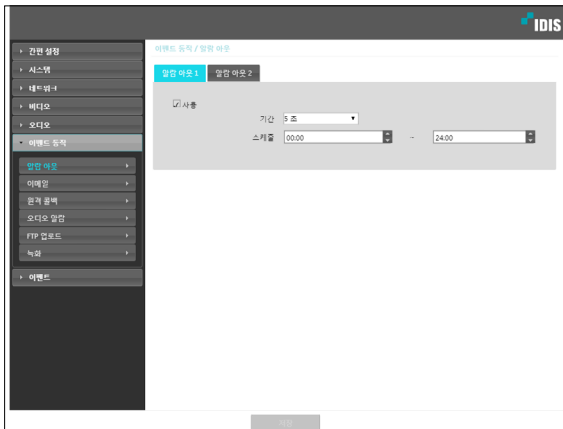 IDIS
간편 설정
시스템
네트워크
비디오
오디오
이벤트 동작
알람 아웃
이메일
원격 콜백
오디오 알람
FTP 업로드
녹화
이벤트
이벤트 동작 / 알람 아웃
알람 아웃 1 알람 아웃 2
사용
기간 5 초
스케줄 00:00 ~ 24:00
저장